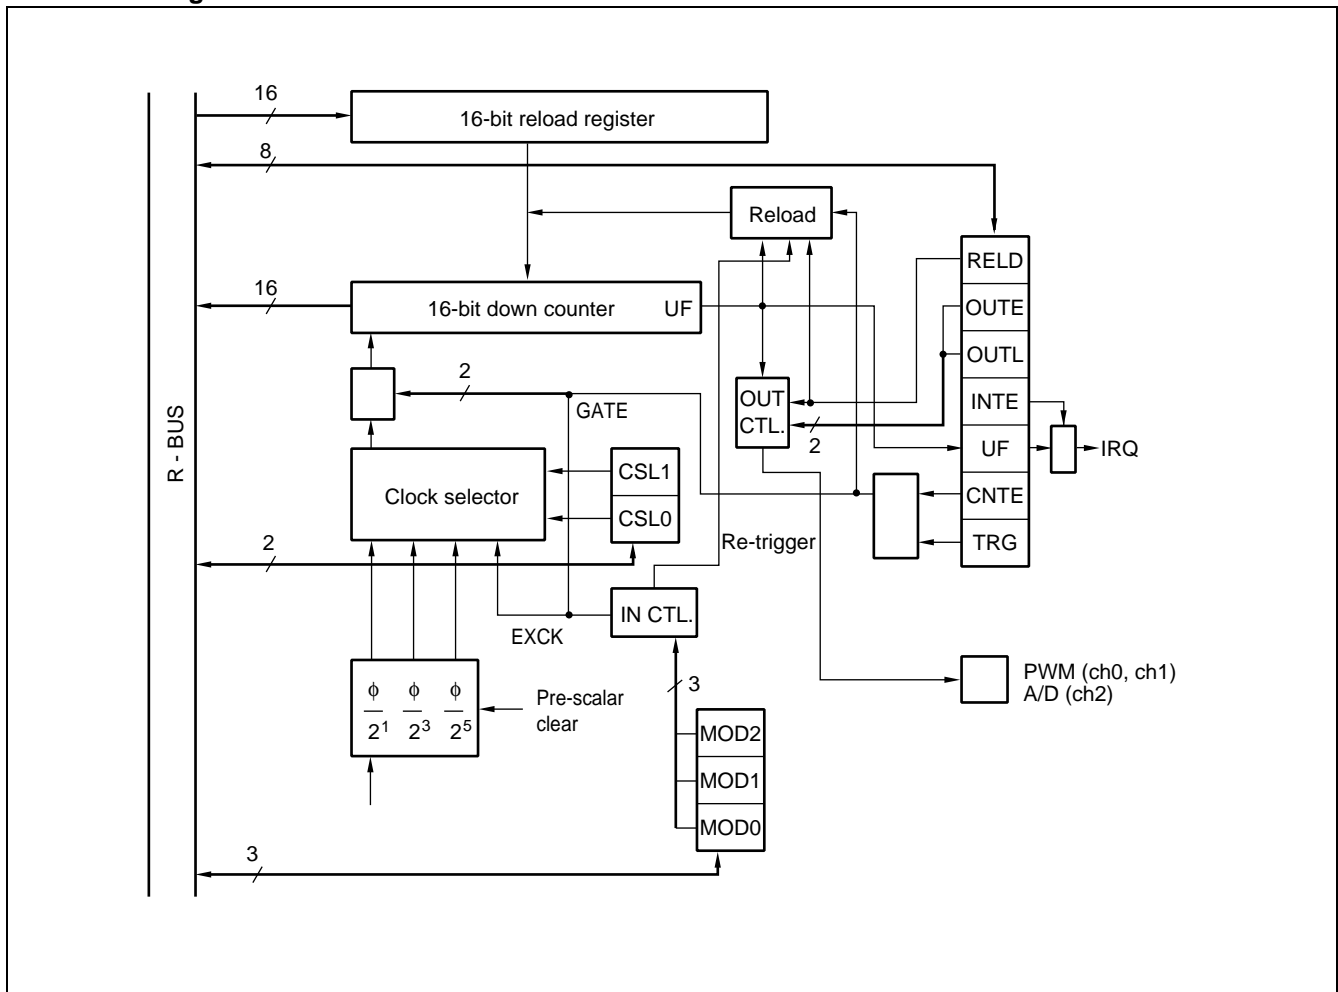 16
16-bit reload register
8
Reload
RELD
16
16-bit down counter
UF
OUTE
OUTL
2
GATE
OUT
CTL.
2
INTE
UF
IRQ
R - BUS
Clock selector
CSL1
CSL0
CNTE
TRG
2
Re-trigger
IN CTL.
EXCK
3
PWM (ch0, ch1)
A/D (ch2)
ϕ ϕ ϕ
2¹ 2³ 2⁵
Pre-scalar
clear
MOD2
MOD1
MOD0
3